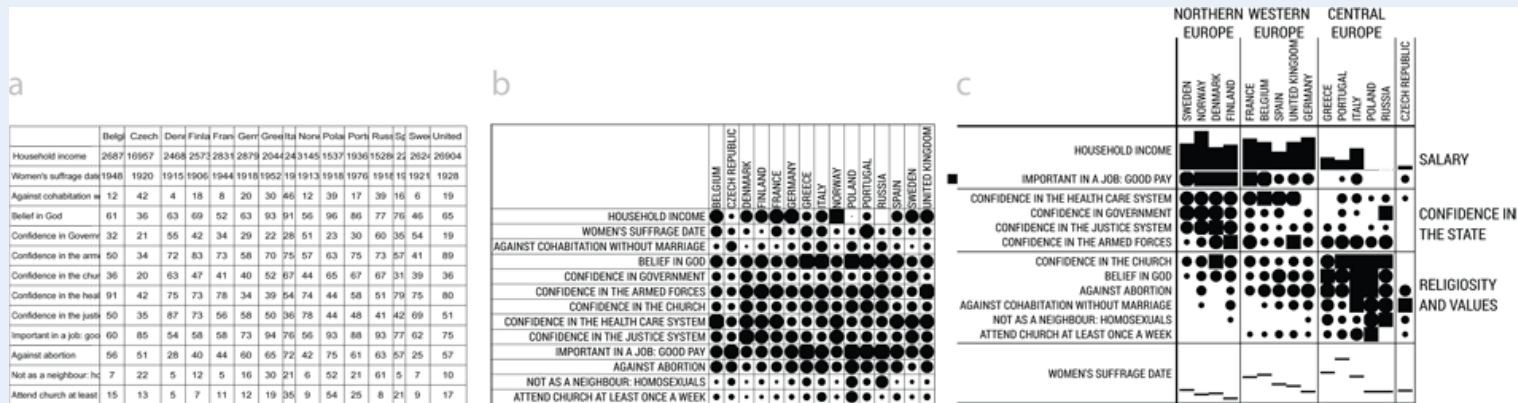 a
Belgi Czech Den Finla Fran Ger Gree Ita Nor Pola Port Russ Sp Swe United
Household income 2687 16957 2468 2573 2831 2879 2044 24 3145 1537 1936 1528 22 262 26904
Women's suffrage date 1948 1920 1915 1906 1944 1918 1952 19 1913 1918 1976 1918 19 1921 1928
Against cohabitation w 12 42 4 18 8 20 30 46 12 39 17 34 16 6 19
Belief in God 61 36 63 69 52 63 93 91 56 96 86 77 76 46 65
Confidence in Governm 32 21 55 42 34 29 22 28 51 23 30 60 35 54 19
Confidence in the arm 50 34 72 83 73 58 70 75 57 63 75 73 57 41 89
Confidence in the chur 36 20 63 47 41 40 52 67 44 65 67 67 31 39 36
Confidence in the heal 91 42 75 73 78 34 39 54 74 44 58 51 79 75 80
Confidence in the justi 50 35 87 73 56 58 50 36 78 44 48 41 42 69 51
Important in a job: goo 60 85 54 58 58 73 94 76 56 93 88 93 77 62 75
Against abortion 56 51 28 40 44 60 65 72 42 75 61 63 57 25 57
Not as a neighbour: ho 7 22 5 12 5 16 30 21 6 52 21 61 5 7 10
Attend church at least 15 13 5 7 11 12 19 35 9 54 25 8 21 9 17
b
BELGIUM
CZECH REPUBLIC
DENMARK
FINLAND
FRANCE
GERMANY
GREECE
ITALY
NORWAY
POLAND
PORTUGAL
RUSSIA
SPAIN
SWEDEN
UNITED KINGDOM
HOUSEHOLD INCOME
WOMEN'S SUFFRAGE DATE
AGAINST COHABITATION WITHOUT MARRIAGE
BELIEF IN GOD
CONFIDENCE IN GOVERNMENT
CONFIDENCE IN THE ARMED FORCES
CONFIDENCE IN THE CHURCH
CONFIDENCE IN THE HEALTH CARE SYSTEM
CONFIDENCE IN THE JUSTICE SYSTEM
IMPORTANT IN A JOB: GOOD PAY
AGAINST ABORTION
NOT AS A NEIGHBOUR: HOMOSEXUALS
ATTEND CHURCH AT LEAST ONCE A WEEK
c
NORTHERN EUROPE
WESTERN EUROPE
CENTRAL EUROPE
SWEDEN
NORWAY
DENMARK
FINLAND
FRANCE
BELGIUM
SPAIN
UNITED KINGDOM
GERMANY
GREECE
PORTUGAL
ITALY
POLAND
RUSSIA
CZECH REPUBLIC
HOUSEHOLD INCOME
IMPORTANT IN A JOB: GOOD PAY
SALARY
CONFIDENCE IN THE HEALTH CARE SYSTEM
CONFIDENCE IN GOVERNMENT
CONFIDENCE IN THE JUSTICE SYSTEM
CONFIDENCE IN THE ARMED FORCES
CONFIDENCE IN
THE STATE
CONFIDENCE IN THE CHURCH
BELIEF IN GOD
AGAINST ABORTION
AGAINST COHABITATION WITHOUT MARRIAGE
NOT AS A NEIGHBOUR: HOMOSEXUALS
ATTEND CHURCH AT LEAST ONCE A WEEK
RELIGIOSITY
AND VALUES
WOMEN'S SUFFRAGE DATE